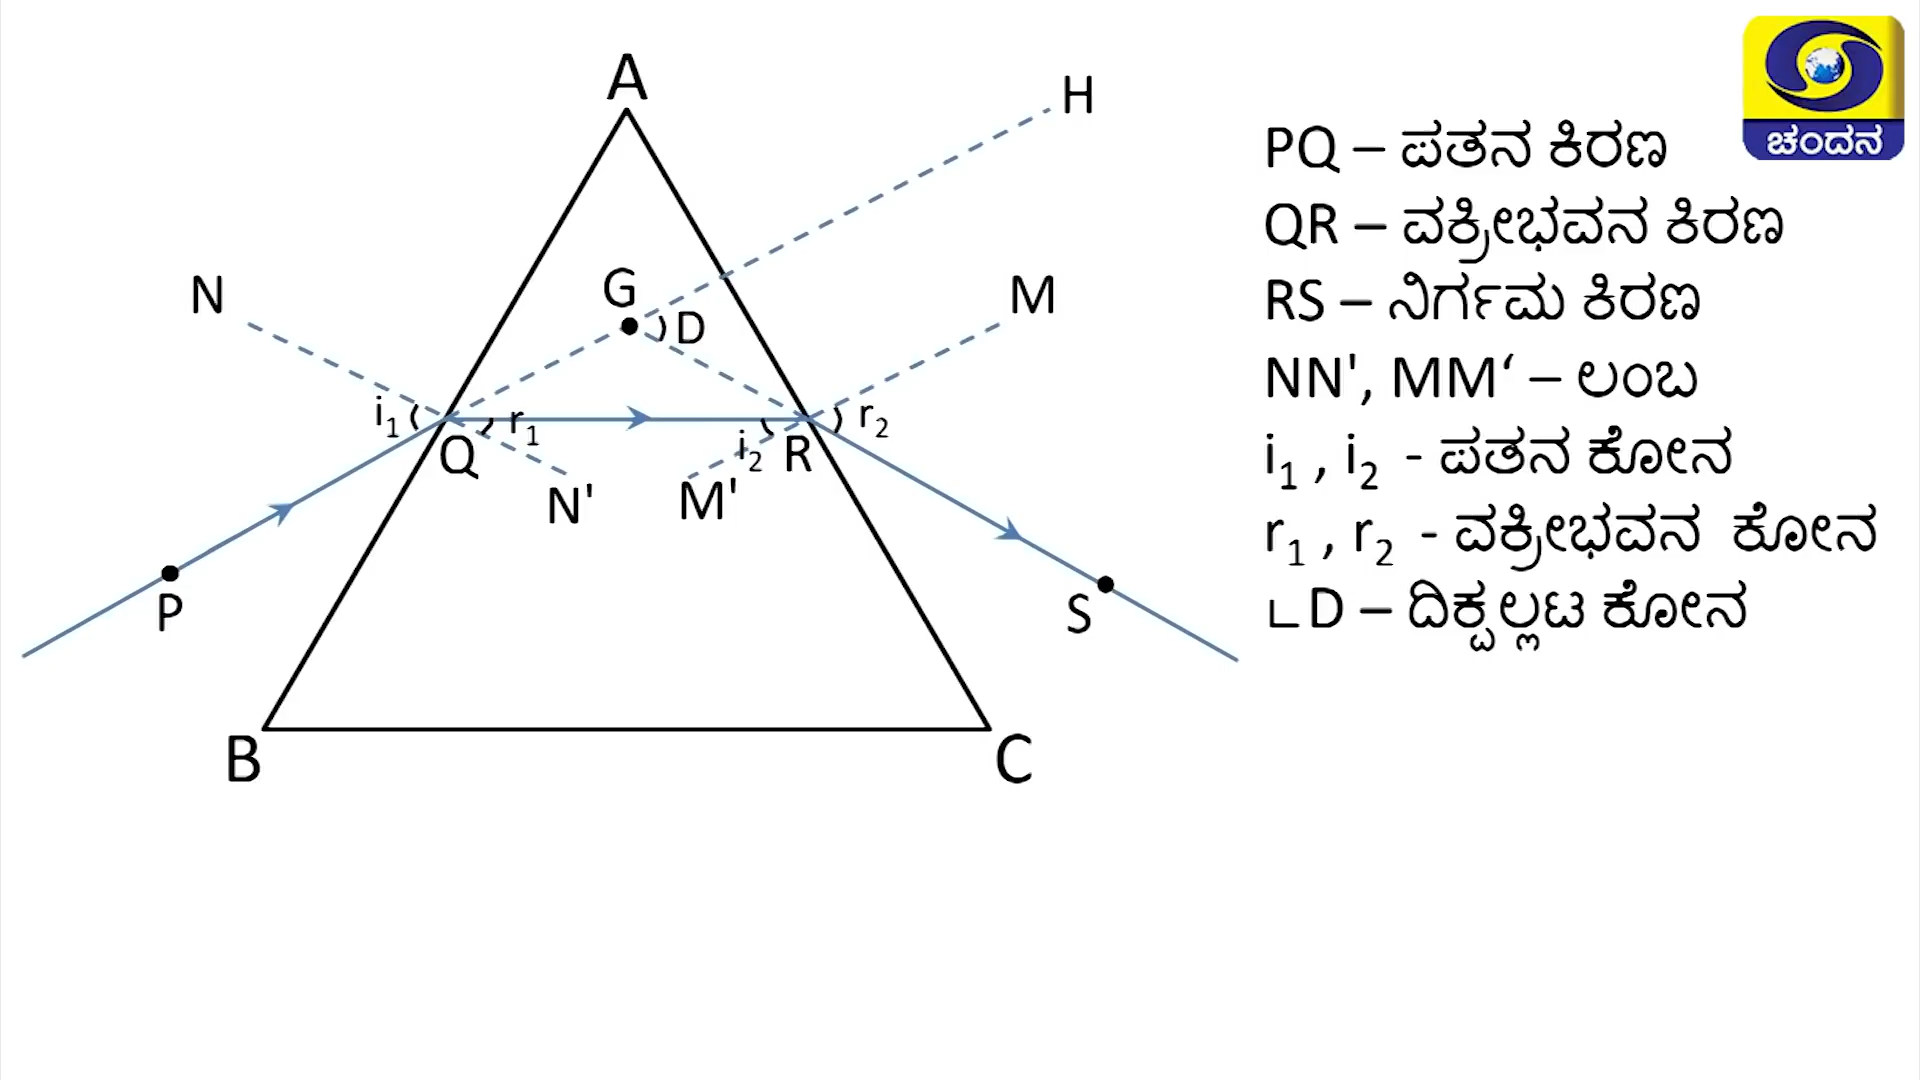 A
H
G
D
N
M
i₁
r₁
r₂
Q
i₂
R
N'
M'
P
S
B
C
ಚಂದನ
PQ – ಪತನ ಕಿರಣ
QR – ವಕ್ರೀಭವನ ಕಿರಣ
RS – ನಿರ್ಗಮ ಕಿರಣ
NN', MM‘ – ಲಂಬ
i₁ , i₂ - ಪತನ ಕೋನ
r₁ , r₂ - ವಕ್ರೀಭವನ ಕೋನ
∟D – ದಿಕ್ಪಲ್ಲಟ ಕೋನ